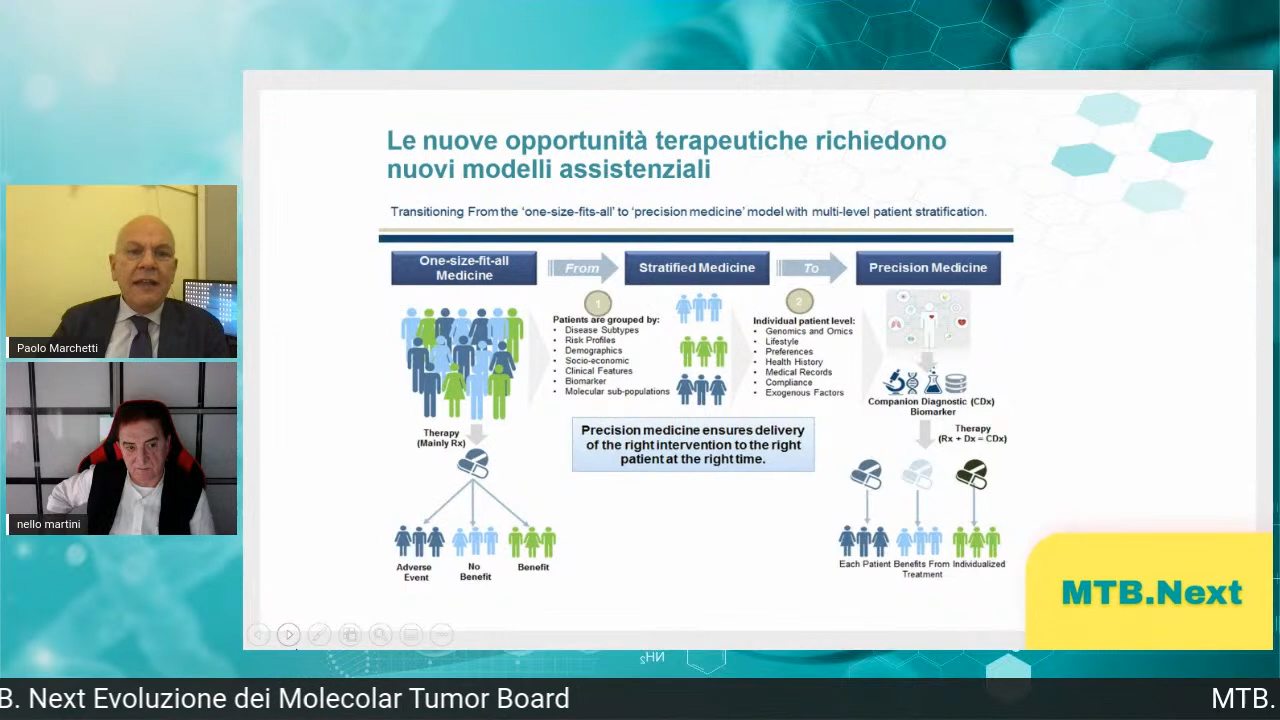 Le nuove opportunità terapeutiche richiedono
nuovi modelli assistenziali
Transitioning From the 'one-size-fits-all' to 'precision medicine' model with multi-level patient stratification.
One-size-fit-all
Medicine
From
Stratified Medicine
To
Precision Medicine
1
Patients are grouped by:
• Disease Subtypes
• Risk Profiles
• Demographics
• Socio-economic
• Clinical Features
• Biomarker
• Molecular sub-populations
2
Individual patient level:
• Genomics and Omics
• Lifestyle
• Preferences
• Health History
• Medical Records
• Compliance
• Exogenous Factors
Companion Diagnostic (CDx)
Biomarker
Therapy
(Mainly Rx)
Precision medicine ensures delivery
of the right intervention to the right
patient at the right time.
Therapy
(Rx + Dx = CDx)
Adverse
Event
No
Benefit
Benefit
Each Patient Benefits From Individualized
Treatment
Paolo Marchetti
nello martini
MTB.Next
B. Next Evoluzione dei Molecolar Tumor Board
MTB.